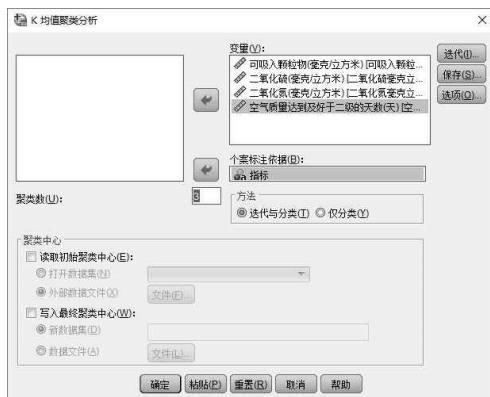 K 均值聚类分析
变量(V):
可吸入颗粒物(毫克/立方米) [可吸入颗粒...
二氧化硫(毫克/立方米) [二氧化硫毫克立...
二氧化氮(毫克/立方米) [二氧化氮毫克立...
空气质量达到及好于二级的天数(天) [空...
迭代(I)...
保存(S)...
选项(O)...
个案标注依据(B):
指标
聚类数(U):
3
方法
迭代与分类(T) 仅分类(Y)
聚类中心
读取初始聚类中心(E):
打开数据集(N)
外部数据文件(X) 文件(F)...
写入最终聚类中心(W):
新数据集(D)
数据文件(A) 文件(L)...
确定 粘贴(P) 重置(R) 取消 帮助